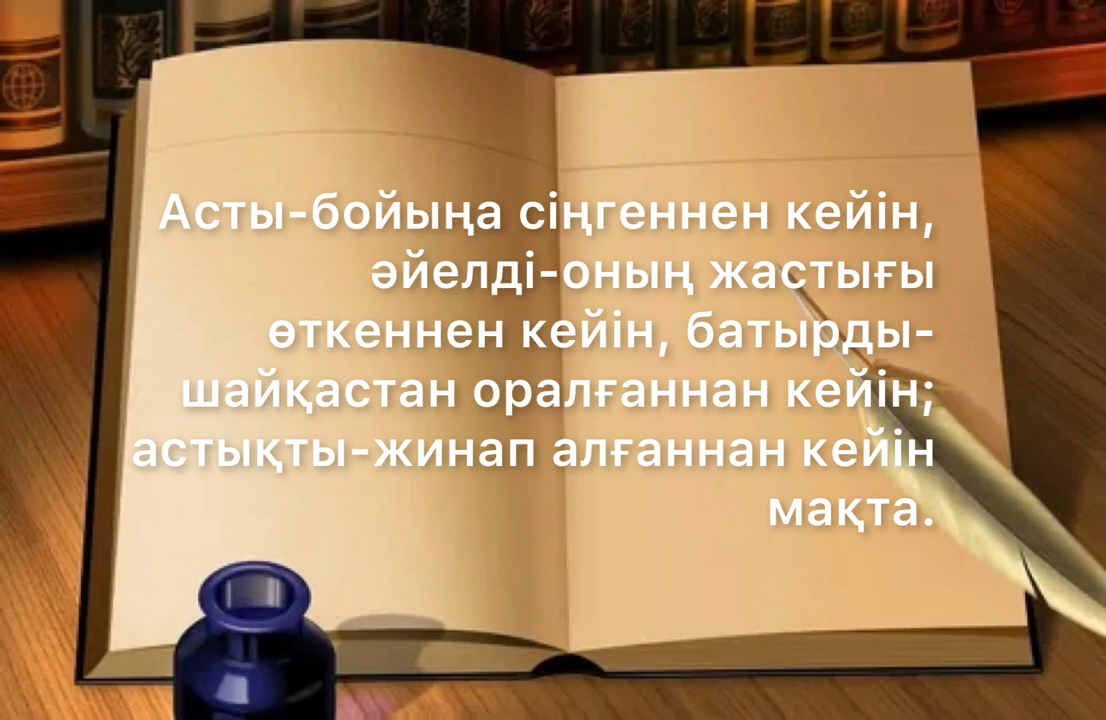 Асты-бойыңа сіңгеннен кейін,
әйелді-оның жастығы
өткеннен кейін, батырды-
шайқастан оралғаннан кейін;
астықты-жинап алғаннан кейін
мақта.